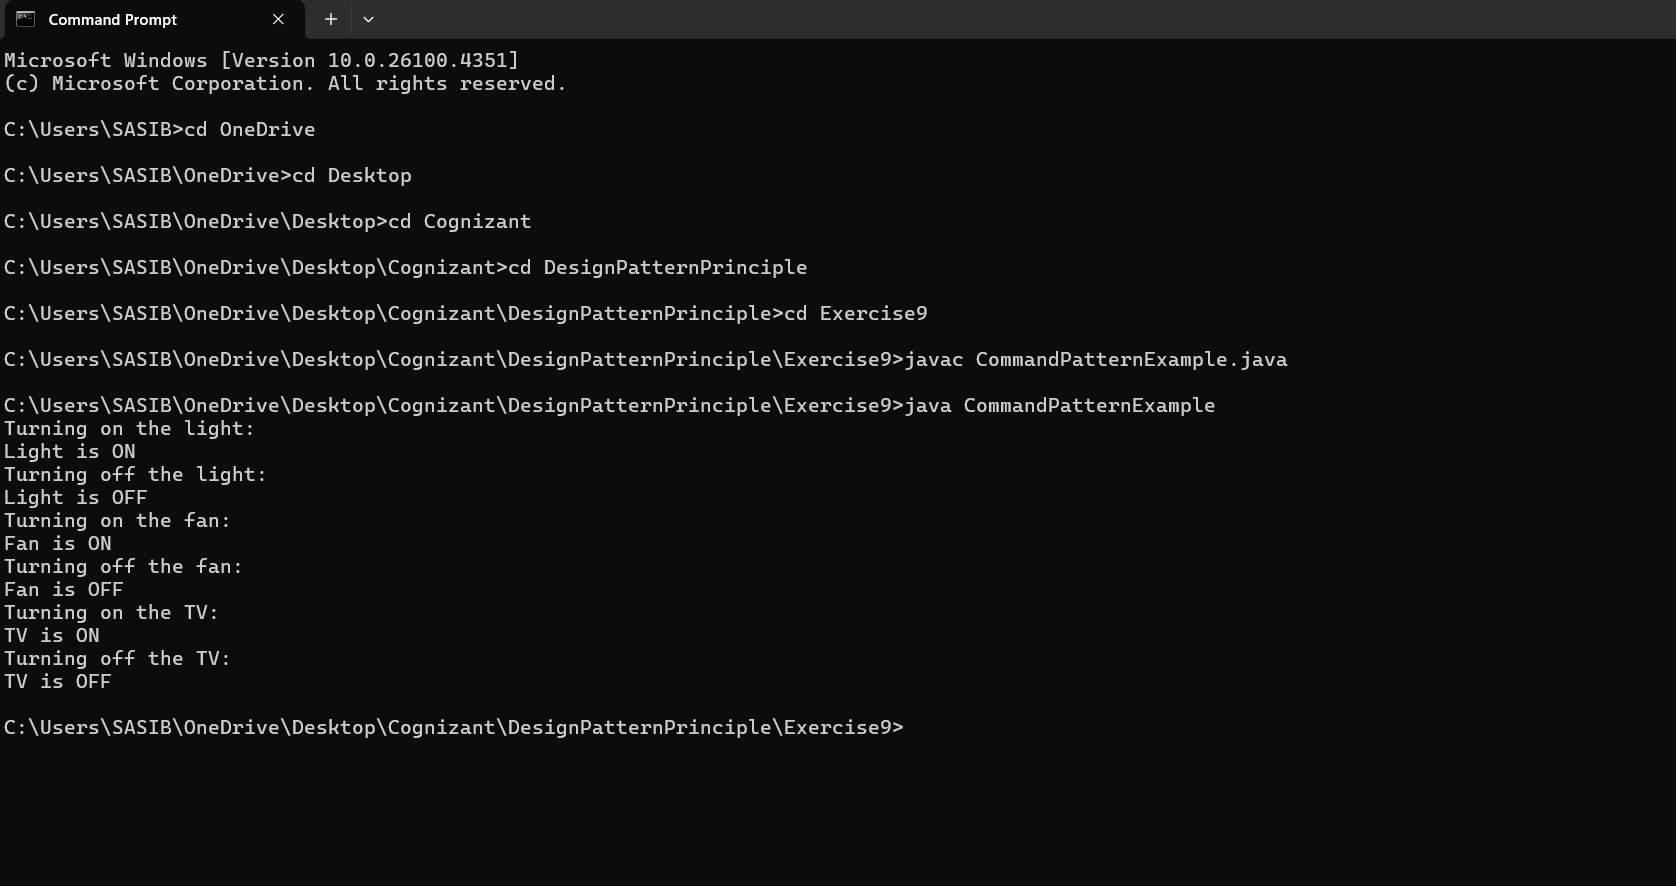 Command Prompt
Microsoft Windows [Version 10.0.26100.4351]
(c) Microsoft Corporation. All rights reserved.
C:\Users\SASIB>cd OneDrive
C:\Users\SASIB\OneDrive>cd Desktop
C:\Users\SASIB\OneDrive\Desktop>cd Cognizant
C:\Users\SASIB\OneDrive\Desktop\Cognizant>cd DesignPatternPrinciple
C:\Users\SASIB\OneDrive\Desktop\Cognizant\DesignPatternPrinciple>cd Exercise9
C:\Users\SASIB\OneDrive\Desktop\Cognizant\DesignPatternPrinciple\Exercise9>javac CommandPatternExample.java
C:\Users\SASIB\OneDrive\Desktop\Cognizant\DesignPatternPrinciple\Exercise9>java CommandPatternExample
Turning on the light:
Light is ON
Turning off the light:
Light is OFF
Turning on the fan:
Fan is ON
Turning off the fan:
Fan is OFF
Turning on the TV:
TV is ON
Turning off the TV:
TV is OFF
C:\Users\SASIB\OneDrive\Desktop\Cognizant\DesignPatternPrinciple\Exercise9>